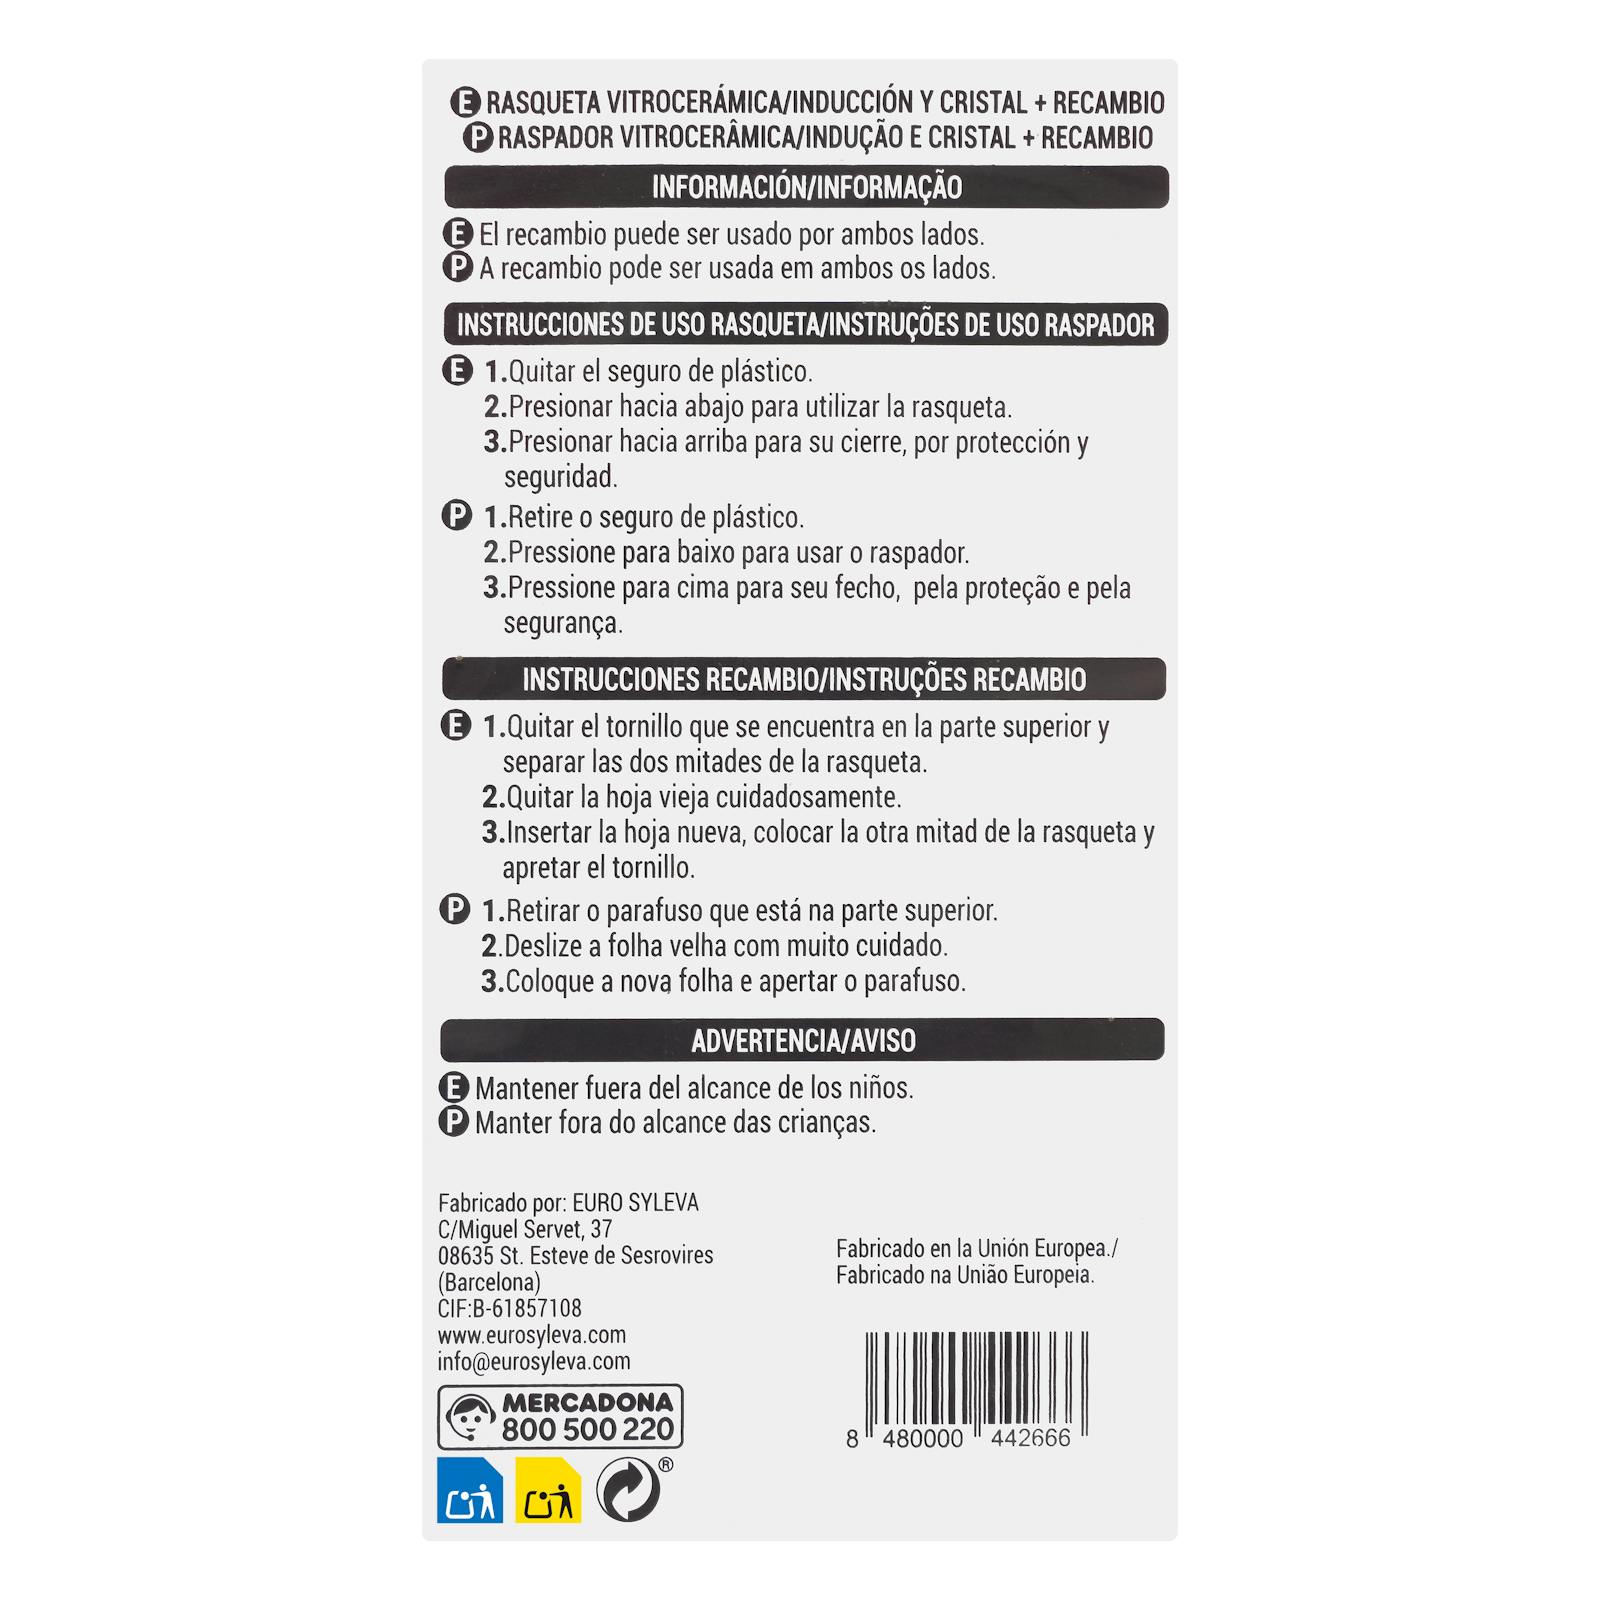 E RASQUETA VITROCERÁMICA/INDUCCIÓN Y CRISTAL + RECAMBIO
P RASPADOR VITROCERÂMICA/INDUÇÃO E CRISTAL + RECAMBIO
INFORMACIÓN/INFORMAÇÃO
E El recambio puede ser usado por ambos lados.
P A recambio pode ser usada em ambos os lados.
INSTRUCCIONES DE USO RASQUETA/INSTRUÇÕES DE USO RASPADOR
E 1.Quitar el seguro de plástico.
2.Presionar hacia abajo para utilizar la rasqueta.
3.Presionar hacia arriba para su cierre, por protección y
seguridad.
P 1.Retire o seguro de plástico.
2.Pressione para baixo para usar o raspador.
3.Pressione para cima para seu fecho, pela proteção e pela
segurança.
INSTRUCCIONES RECAMBIO/INSTRUÇÕES RECAMBIO
E 1.Quitar el tornillo que se encuentra en la parte superior y
separar las dos mitades de la rasqueta.
2.Quitar la hoja vieja cuidadosamente.
3.Insertar la hoja nueva, colocar la otra mitad de la rasqueta y
apretar el tornillo.
P 1.Retirar o parafuso que está na parte superior.
2.Deslize a folha velha com muito cuidado.
3.Coloque a nova folha e apertar o parafuso.
ADVERTENCIA/AVISO
E Mantener fuera del alcance de los niños.
P Manter fora do alcance das crianças.
Fabricado por: EURO SYLEVA
C/Miguel Servet, 37
08635 St. Esteve de Sesrovires
(Barcelona)
CIF:B-61857108
www.eurosyleva.com
info@eurosyleva.com
MERCADONA
800 500 220
®
Fabricado en la Unión Europea./
Fabricado na União Europeia.
8 480000 442666